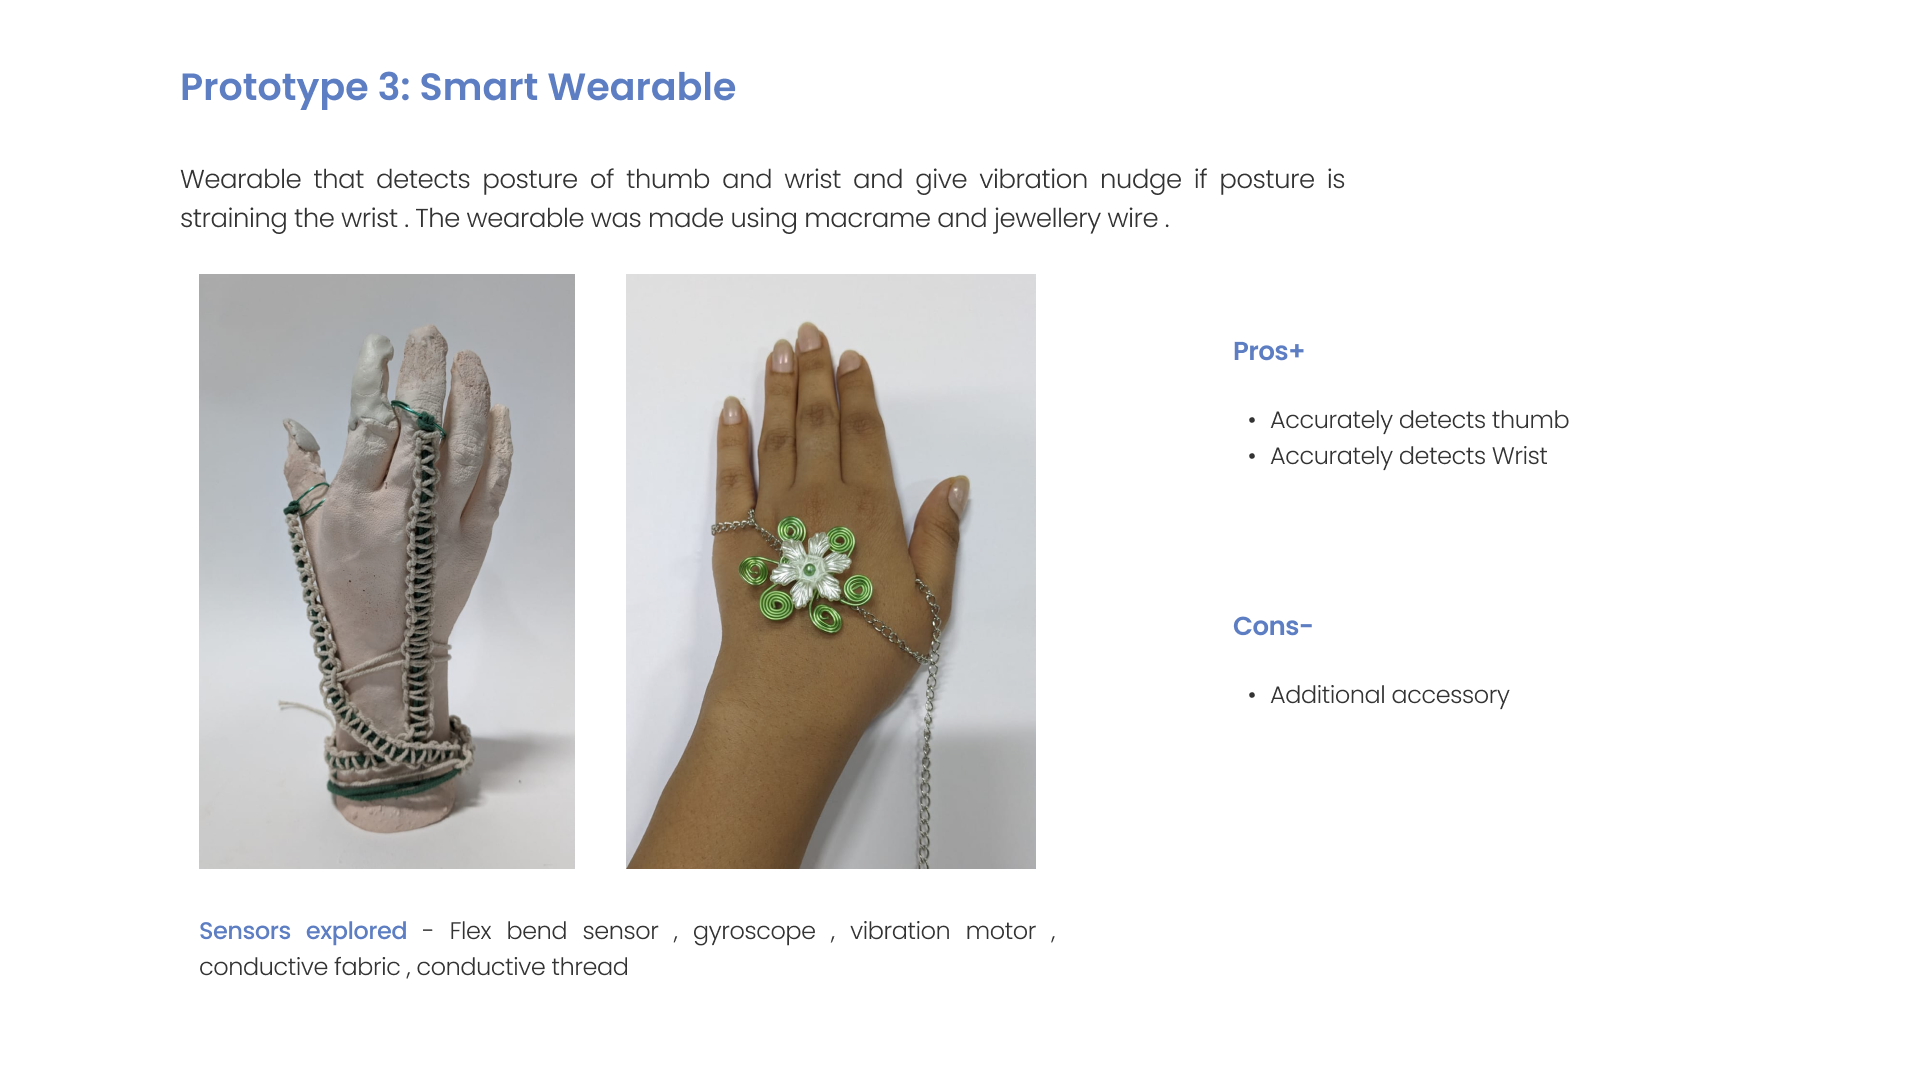 Prototype 3: Smart Wearable
Wearable that detects posture of thumb and wrist and give vibration nudge if posture is
straining the wrist . The wearable was made using macrame and jewellery wire .
Pros+
• Accurately detects thumb
• Accurately detects Wrist
Cons-
• Additional accessory
Sensors explored - Flex bend sensor , gyroscope , vibration motor ,
conductive fabric , conductive thread